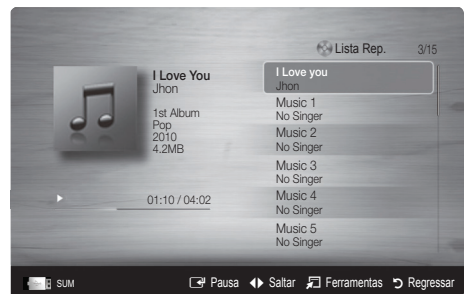 Lista Rep. 3/15
I Love You
Jhon
1st Album
Pop
2010
4.2MB
01:10 / 04:02
I Love you
Jhon
Music 1
No Singer
Music 2
No Singer
Music 3
No Singer
Music 4
No Singer
Music 5
No Singer
SUM Pausa Saltar Ferramentas Regressar